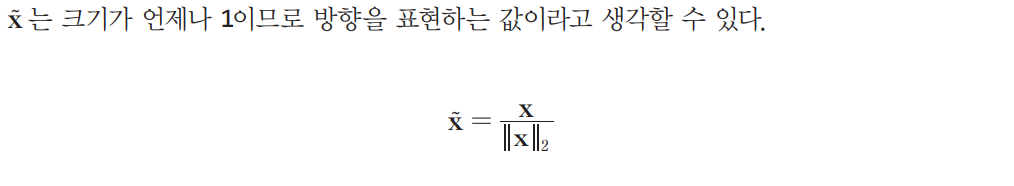 x̃ 는 크기가 언제나 1이므로 방향을 표현하는 값이라고 생각할 수 있다.
x̃ = x / ‖x‖₂